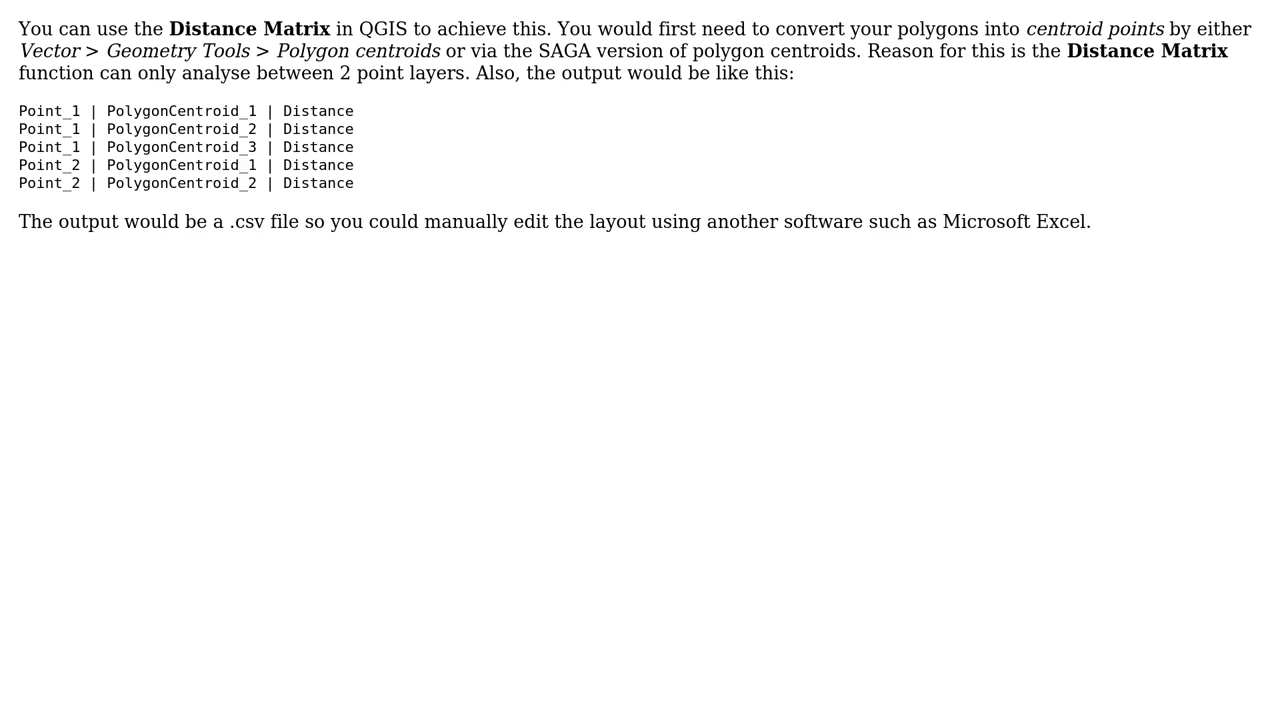 You can use the Distance Matrix in QGIS to achieve this. You would first need to convert your polygons into centroid points by either
Vector > Geometry Tools > Polygon centroids or via the SAGA version of polygon centroids. Reason for this is the Distance Matrix
function can only analyse between 2 point layers. Also, the output would be like this:
Point_1 | PolygonCentroid_1 | Distance
Point_1 | PolygonCentroid_2 | Distance
Point_1 | PolygonCentroid_3 | Distance
Point_2 | PolygonCentroid_1 | Distance
Point_2 | PolygonCentroid_2 | Distance
The output would be a .csv file so you could manually edit the layout using another software such as Microsoft Excel.